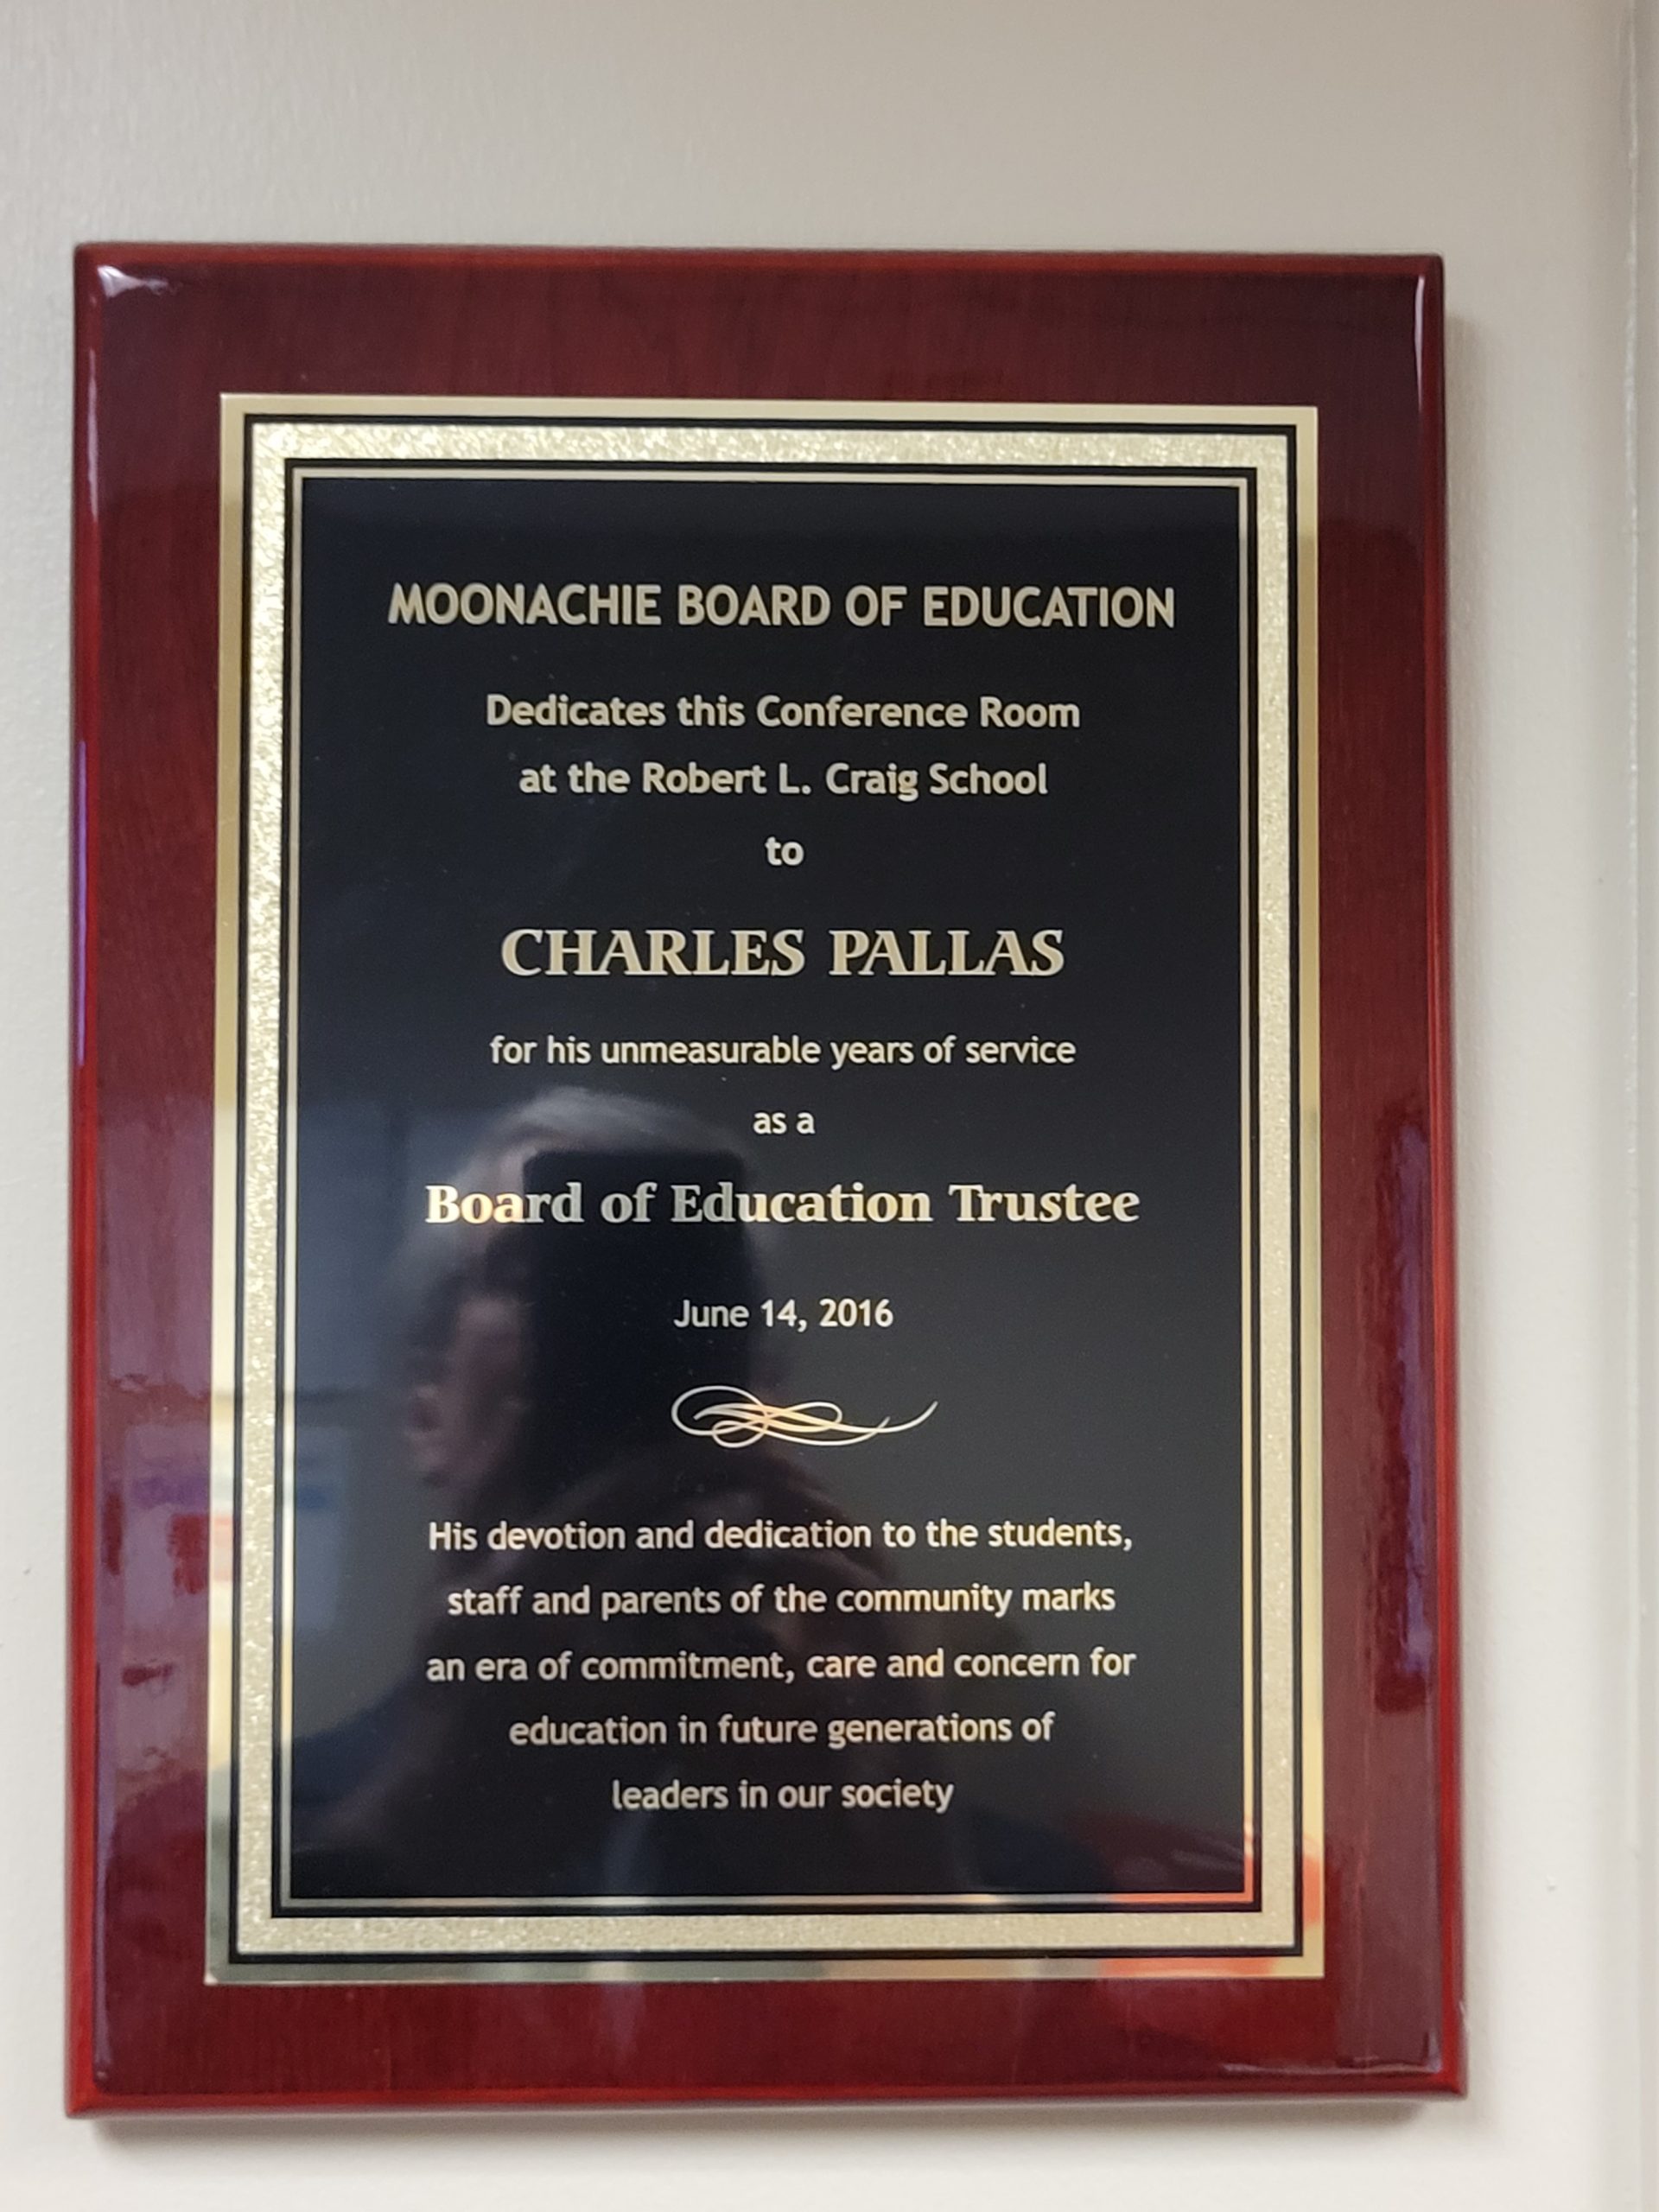 MOONACHIE BOARD OF EDUCATION
Dedicates this Conference Room
at the Robert L. Craig School
to
CHARLES PALLAS
for his unmeasurable years of service
as a
Board of Education Trustee
June 14, 2016
His devotion and dedication to the students,
staff and parents of the community marks
an era of commitment, care and concern for
education in future generations of
leaders in our society